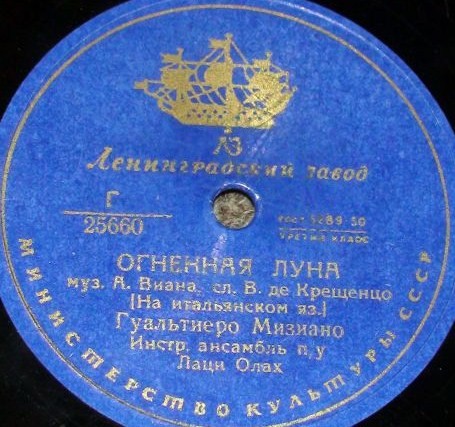 ЛЗ
Ленинградский завод
Г
25660
ГОСТ 5289 50
ТРЕТИЙ КЛАСС
ОГНЕННАЯ ЛУНА
муз. А. Виана, сл. В. де Крещенцо
[На итальянском яз.]
Гуальтиеро Мизиано
Инстр. ансамбль п/у
Лаци Олах
МИНИСТЕРСТВО КУЛЬТУРЫ СССР